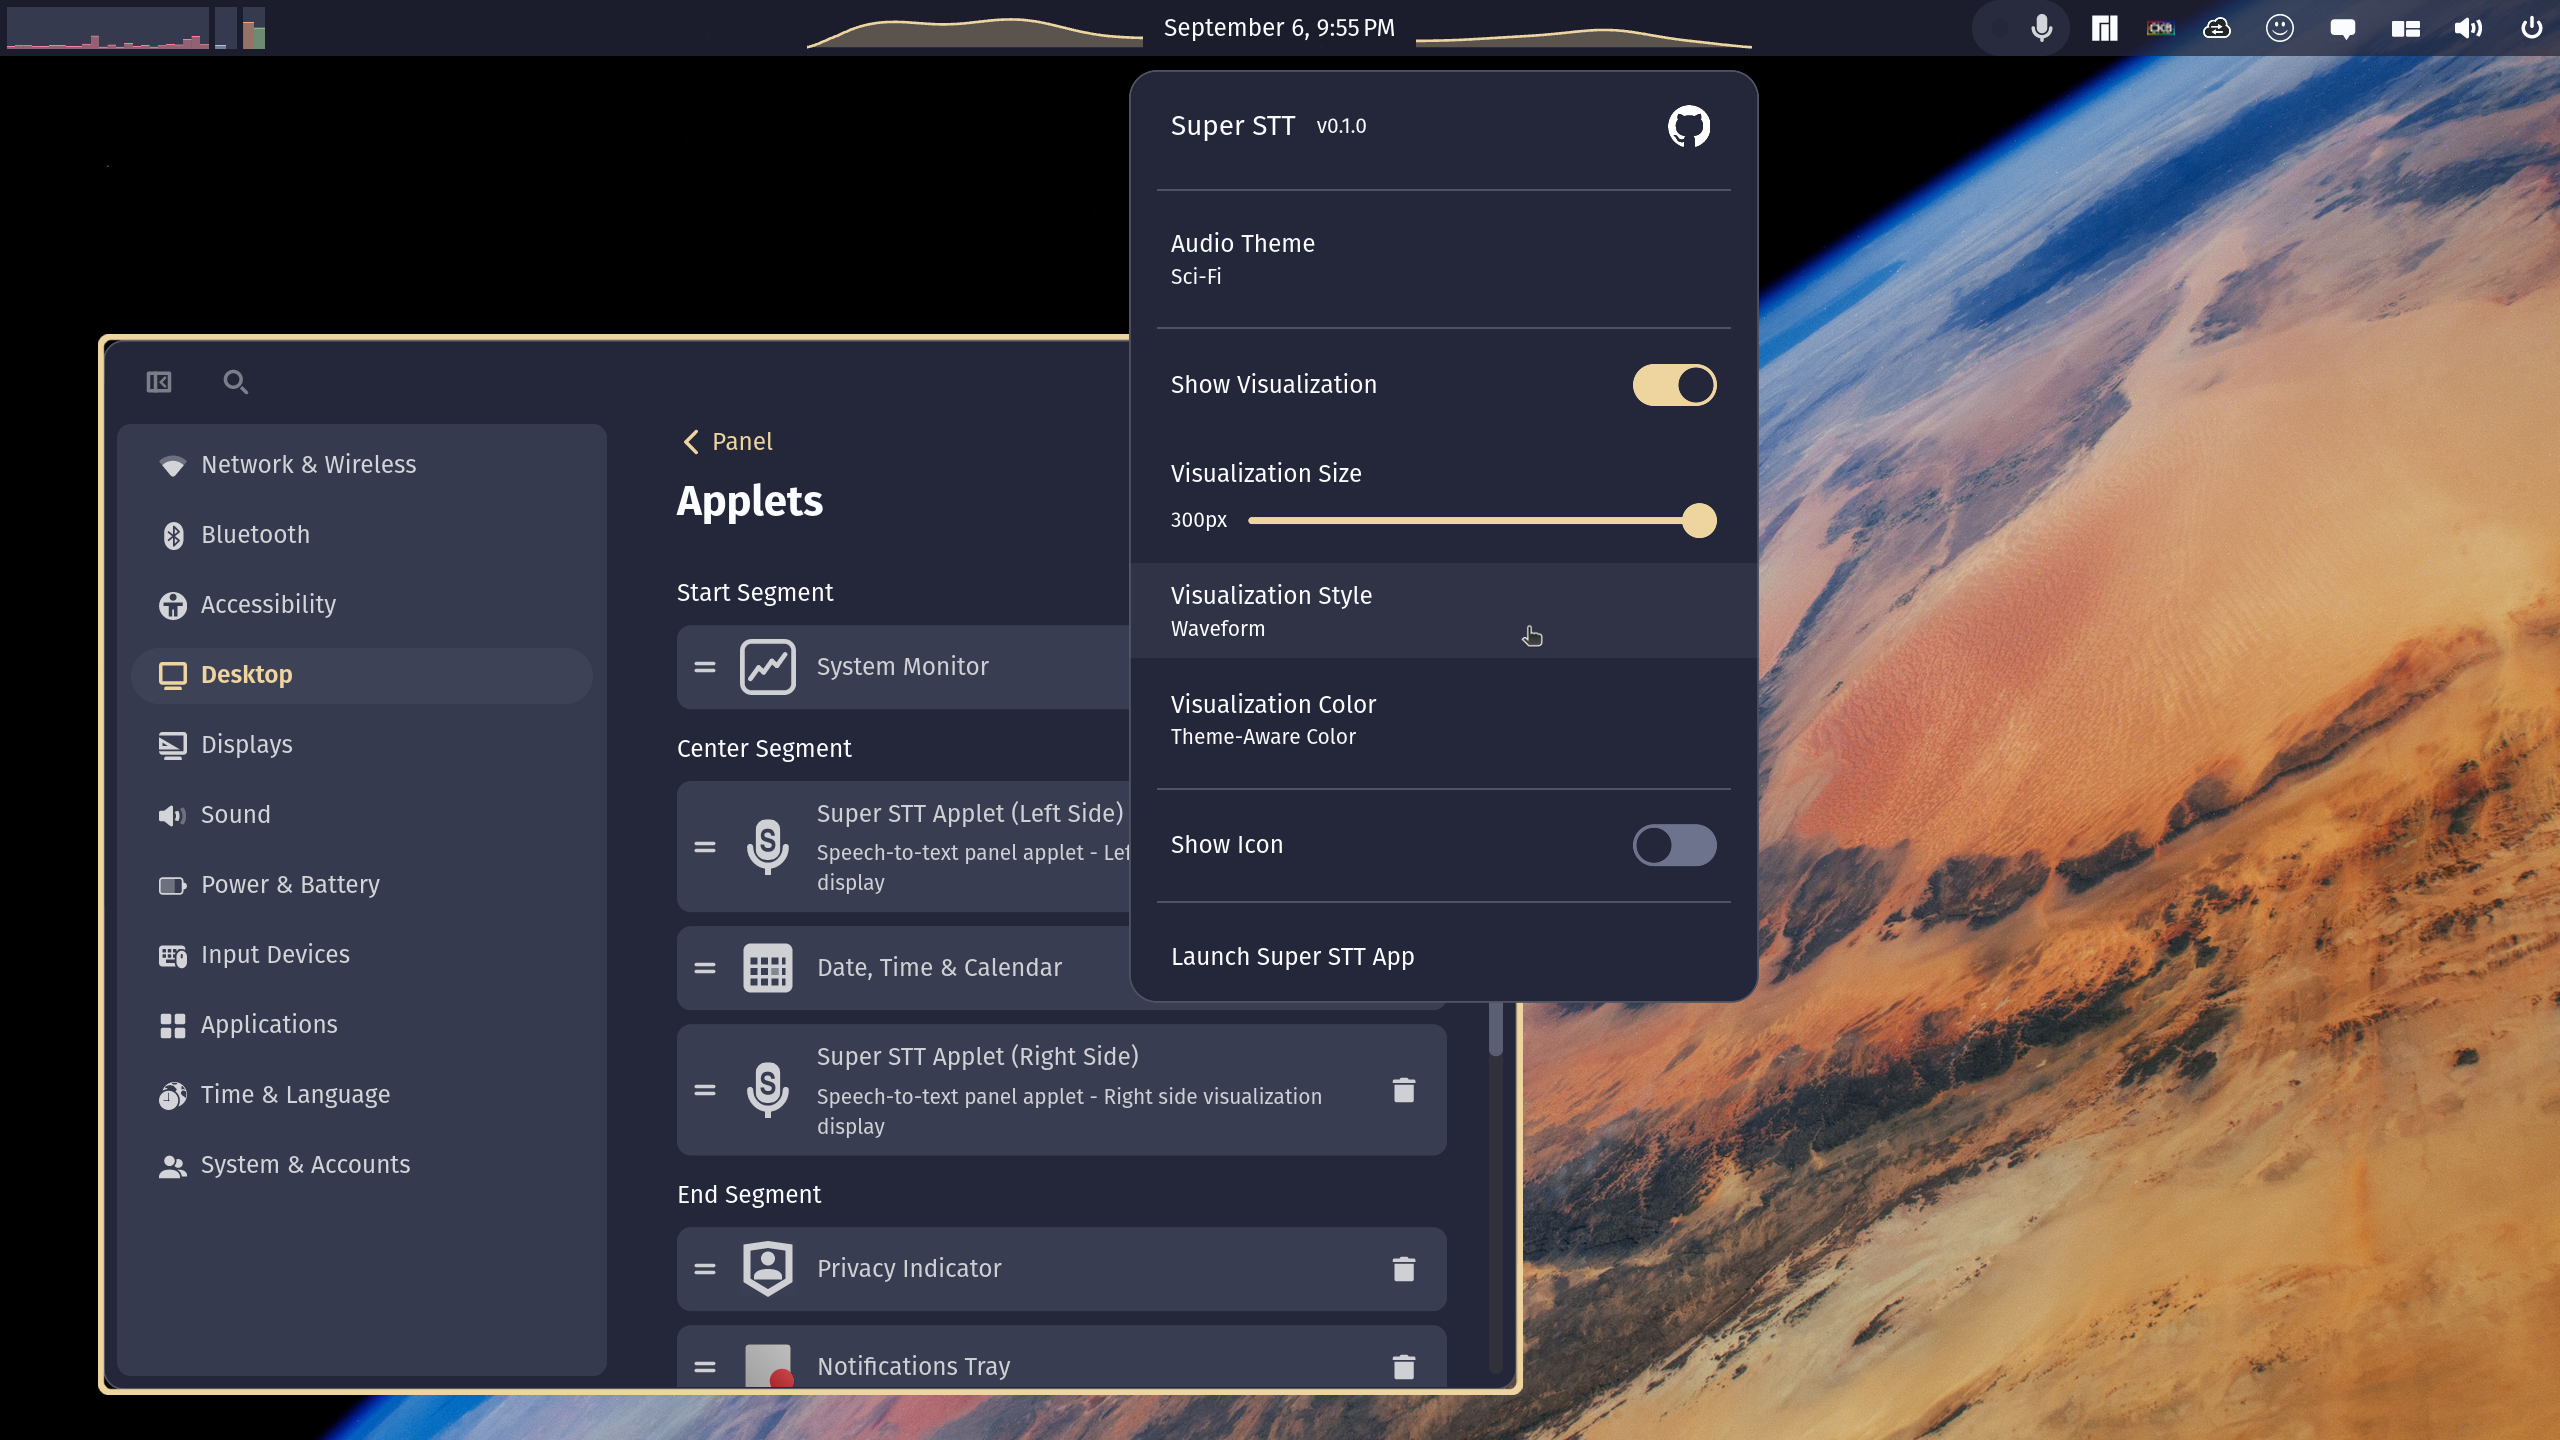 September 6, 9:55 PM
CKB
Super STT v0.1.0
Audio Theme
Sci-Fi
Show Visualization
Visualization Size
300px
Visualization Style
Waveform
Visualization Color
Theme-Aware Color
Show Icon
Launch Super STT App
Network & Wireless
Bluetooth
Accessibility
Desktop
Displays
Sound
Power & Battery
Input Devices
Applications
Time & Language
System & Accounts
Panel
Applets
Start Segment
System Monitor
Center Segment
Super STT Applet (Left Side)
Speech-to-text panel applet - Lef
display
Date, Time & Calendar
Super STT Applet (Right Side)
Speech-to-text panel applet - Right side visualization
display
End Segment
Privacy Indicator
Notifications Tray